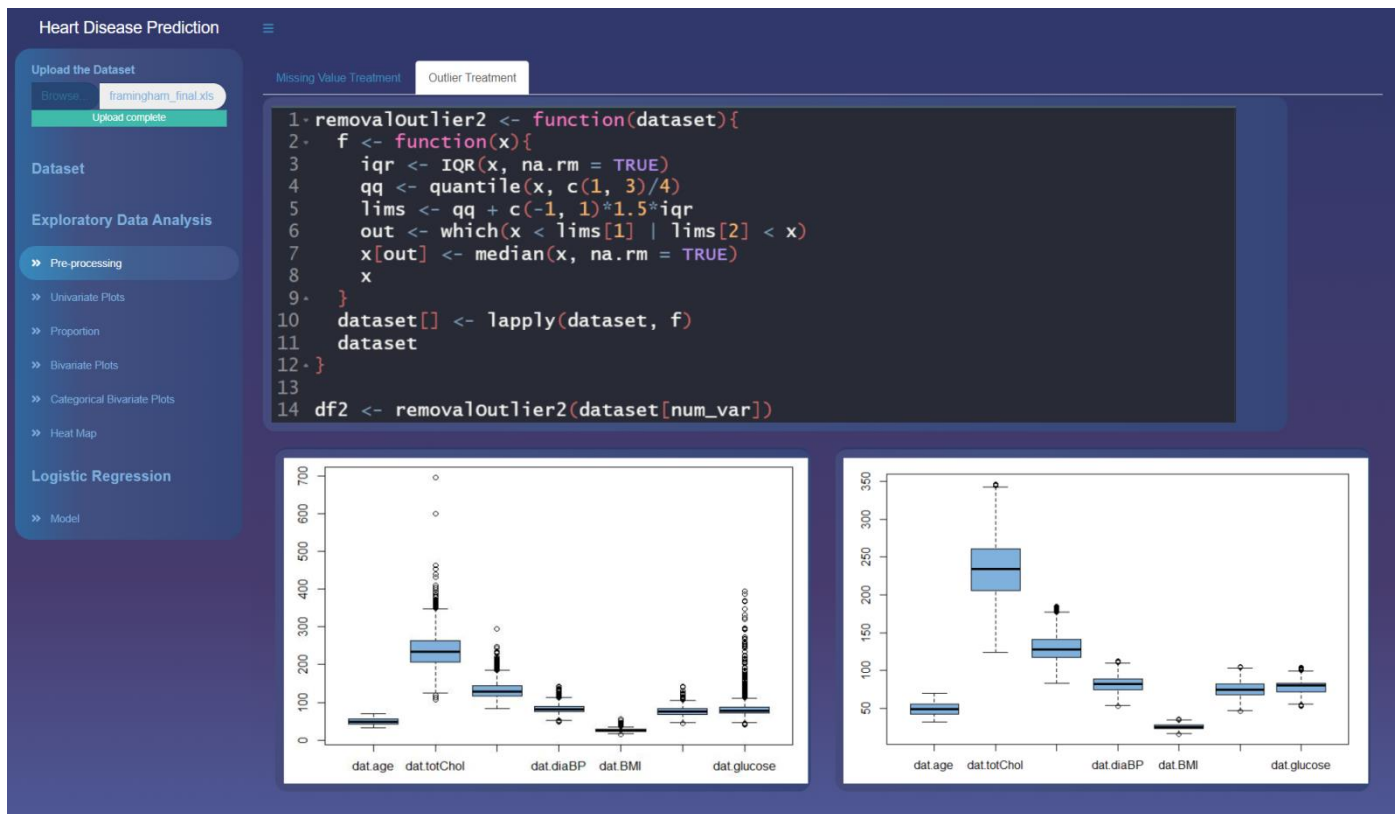 Heart Disease Prediction
Upload the Dataset
Browse... framingham_final.xls
Upload complete
Dataset
Exploratory Data Analysis
Pre-processing
Univariate Plots
Proportion
Bivariate Plots
Categorical Bivariate Plots
Heat Map
Logistic Regression
Model
Missing Value Treatment Outlier Treatment
1 removalOutlier2 <- function(dataset){
2 f <- function(x){
3 iqr <- IQR(x, na.rm = TRUE)
4 qq <- quantile(x, c(1, 3)/4)
5 lims <- qq + c(-1, 1)*1.5*iqr
6 out <- which(x < lims[1] | lims[2] < x)
7 x[out] <- median(x, na.rm = TRUE)
8 x
9 }
10 dataset[] <- lapply(dataset, f)
11 dataset
12 }
13
14 df2 <- removalOutlier2(dataset[num_var])
700
600
500
400
300
200
100
0
dat.age dat.totChol dat.diaBP dat.BMI dat.glucose
350
300
250
200
150
100
50
dat.age dat.totChol dat.diaBP dat.BMI dat.glucose